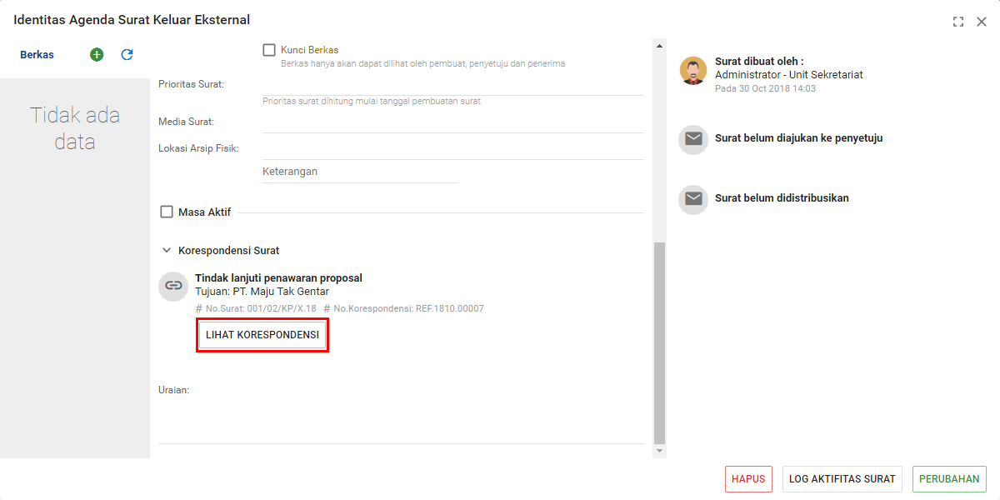 Identitas Agenda Surat Keluar Eksternal
Berkas
Tidak ada
data
Kunci Berkas
Berkas hanya akan dapat dilihat oleh pembuat, penyetuju dan penerima
Prioritas Surat:
Prioritas surat dihitung mulai tanggal pembuatan surat
Media Surat:
Lokasi Arsip Fisik:
Keterangan
Masa Aktif
Korespondensi Surat
Tindak lanjuti penawaran proposal
Tujuan: PT. Maju Tak Gentar
# No.Surat: 001/02/KP/X.18 # No.Korespondensi: REF.1810.00007
LIHAT KORESPONDENSI
Uraian:
Surat dibuat oleh :
Administrator - Unit Sekretariat
Pada 30 Oct 2018 14:03
Surat belum diajukan ke penyetuju
Surat belum didistribusikan
HAPUS
LOG AKTIFITAS SURAT
PERUBAHAN